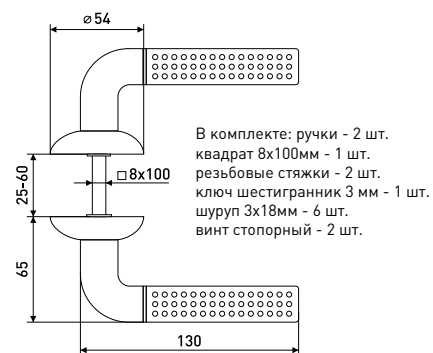 ⌀54
В комплекте: ручки - 2 шт.
квадрат 8х100мм - 1 шт.
резьбовые стяжки - 2 шт.
ключ шестигранник 3 мм - 1 шт.
шуруп 3х18мм - 6 шт.
винт стопорный - 2 шт.
□8x100
25-60
65
130